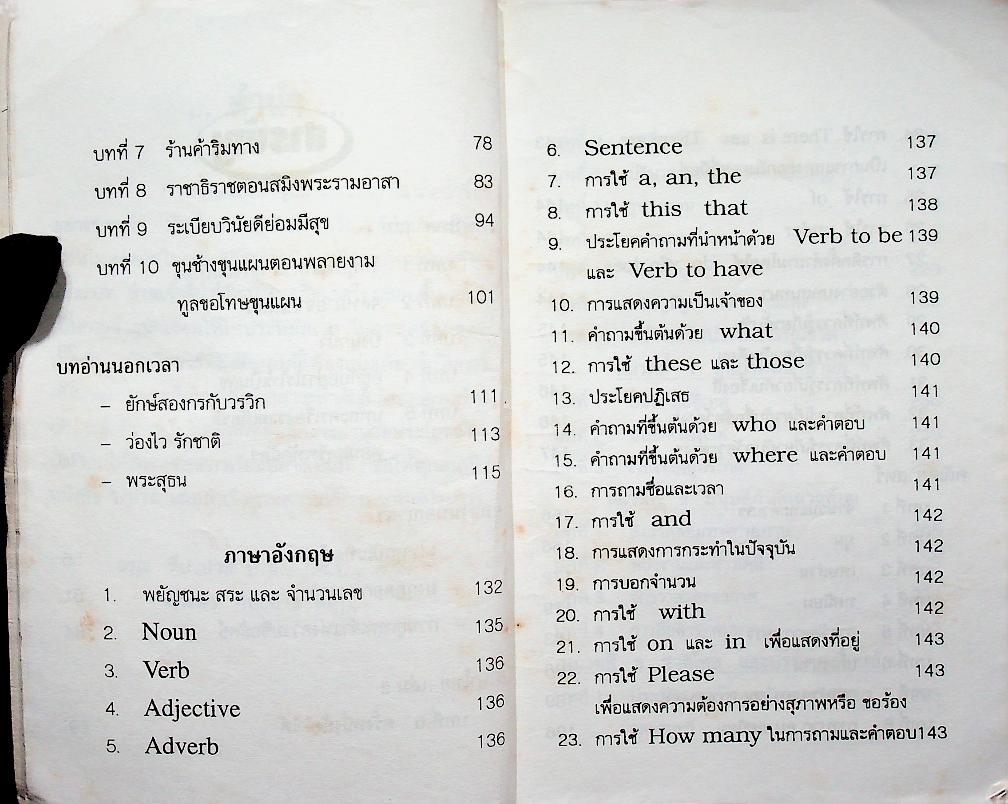 บทที่ 7 ร้านค้าริมทาง 78
บทที่ 8 ราชาธิราชตอนสมิงพระรามอาสา 83
บทที่ 9 ระเบียบวินัยดีย่อมมีสุข 94
บทที่ 10 ขุนช้างขุนแผนตอนพลายงาม
ทูลขอโทษขุนแผน 101
บทอ่านนอกเวลา
– ยักษ์สองกรกับวรวิก 111
– ว่องไว รักชาติ 113
– พระสุธน 115
ภาษาอังกฤษ
1. พยัญชนะ สระ และ จำนวนเลข 132
2. Noun 135
3. Verb 136
4. Adjective 136
5. Adverb 136
6. Sentence 137
7. การใช้ a, an, the 137
8. การใช้ this that 138
9. ประโยคคำถามที่นำหน้าด้วย Verb to be 139
และ Verb to have
10. การแสดงความเป็นเจ้าของ 139
11. คำถามขึ้นต้นด้วย what 140
12. การใช้ these และ those 140
13. ประโยคปฏิเสธ 141
14. คำถามที่ขึ้นต้นด้วย who และคำตอบ 141
15. คำถามที่ขึ้นต้นด้วย where และคำตอบ 141
16. การถามชื่อและเวลา 141
17. การใช้ and 142
18. การแสดงการกระทำในปัจจุบัน 142
19. การบอกจำนวน 142
20. การใช้ with 142
21. การใช้ on และ in เพื่อแสดงที่อยู่ 143
22. การใช้ Please 143
เพื่อแสดงความต้องการอย่างสุภาพหรือ ขอร้อง
23. การใช้ How many ในการถามและคำตอบ 143